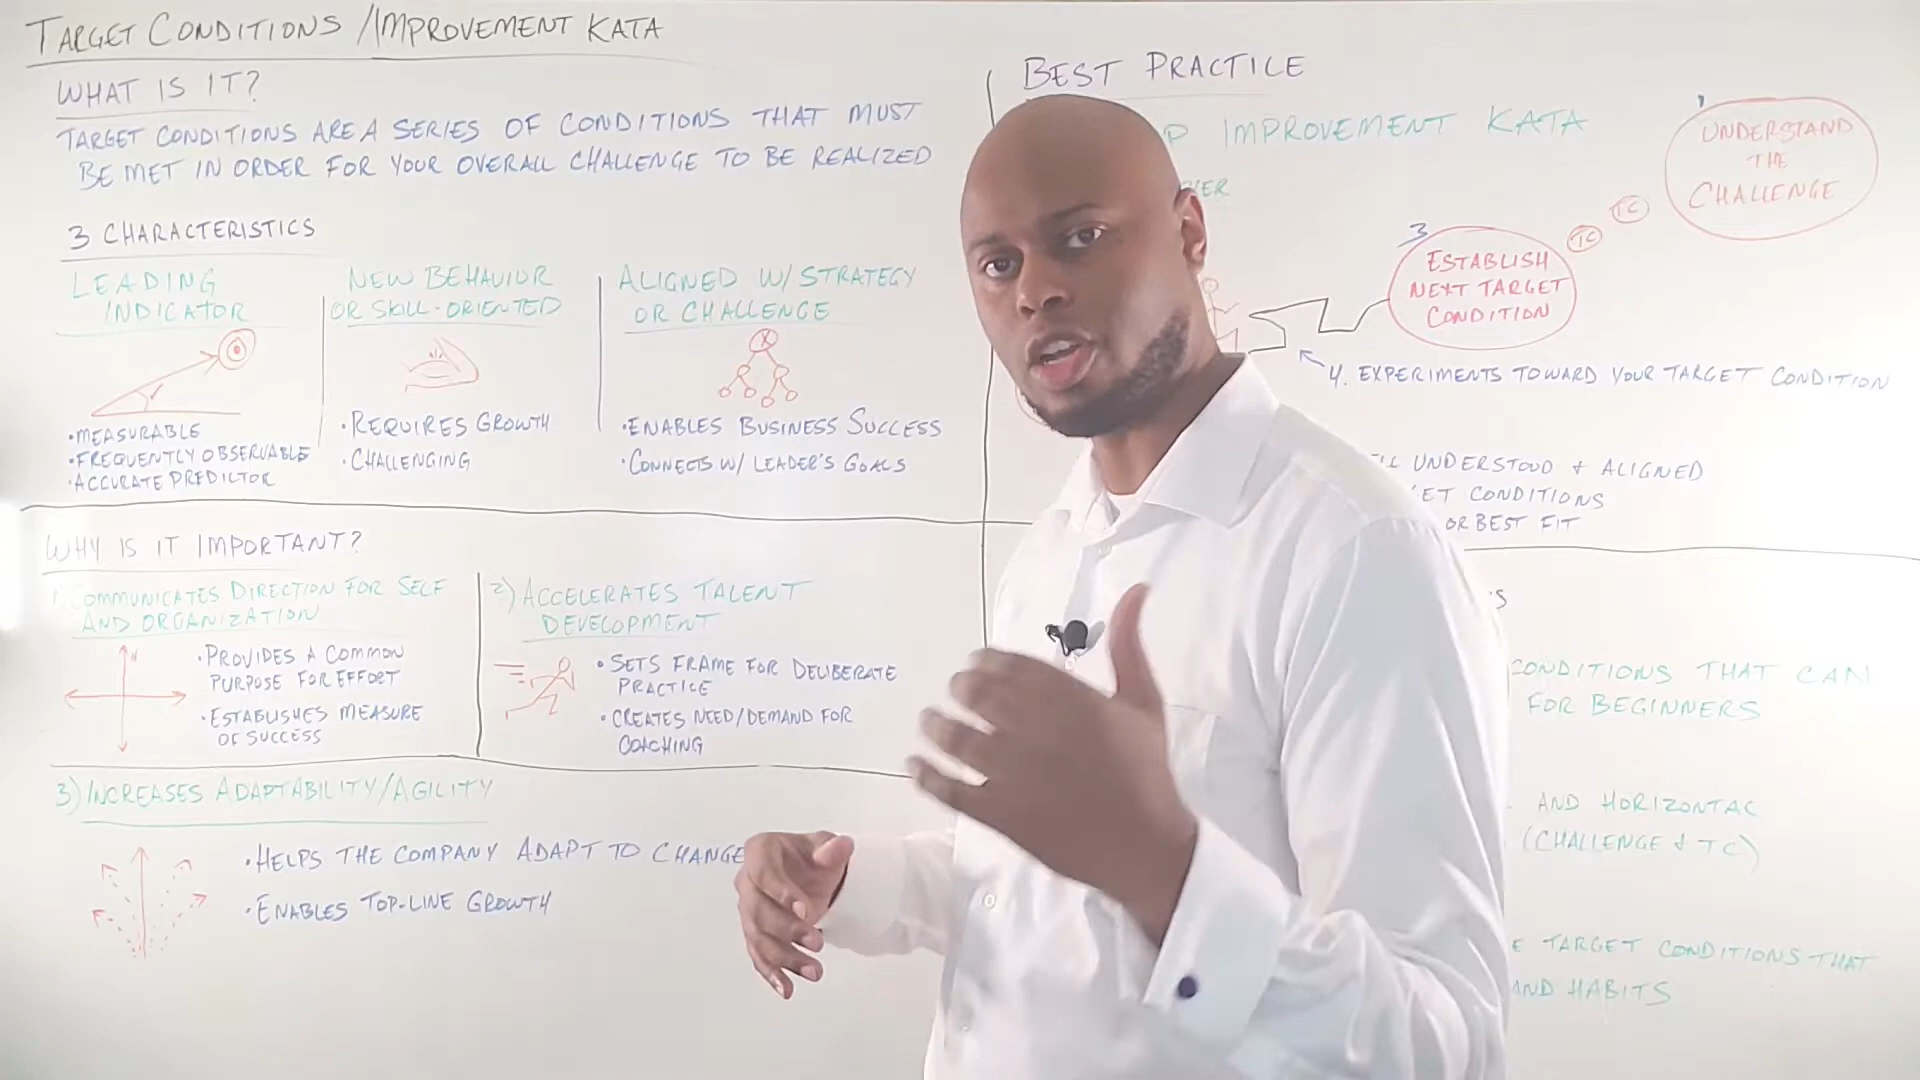 TARGET CONDITIONS / IMPROVEMENT KATA
WHAT IS IT?
TARGET CONDITIONS ARE A SERIES OF CONDITIONS THAT MUST
BE MET IN ORDER FOR YOUR OVERALL CHALLENGE TO BE REALIZED
3 CHARACTERISTICS
LEADING
INDICATOR
• MEASURABLE
• FREQUENTLY OBSERVABLE
• ACCURATE PREDICTOR
NEW BEHAVIOR
OR SKILL-ORIENTED
• REQUIRES GROWTH
• CHALLENGING
ALIGNED W/ STRATEGY
OR CHALLENGE
X
• ENABLES BUSINESS SUCCESS
• CONNECTS W/ LEADER'S GOALS
WHY IS IT IMPORTANT?
1) COMMUNICATES DIRECTION FOR SELF
AND ORGANIZATION
N
• PROVIDES A COMMON
PURPOSE FOR EFFORT
• ESTABLISHES MEASURE
OF SUCCESS
2) ACCELERATES TALENT
DEVELOPMENT
• SETS FRAME FOR DELIBERATE
PRACTICE
• CREATES NEED/DEMAND FOR
COACHING
3) INCREASES ADAPTABILITY/AGILITY
• HELPS THE COMPANY ADAPT TO CHANGE
• ENABLES TOP-LINE GROWTH
BEST PRACTICE
P IMPROVEMENT KATA
1
UNDERSTAND
THE
CHALLENGE
TC
TC
3
ESTABLISH
NEXT TARGET
CONDITION
4. EXPERIMENTS TOWARD YOUR TARGET CONDITION
UNDERSTOOD & ALIGNED
ET CONDITIONS
OR BEST FIT
S
CONDITIONS THAT CAN
FOR BEGINNERS
AND HORIZONTAL
(CHALLENGE & TC)
E TARGET CONDITIONS THAT
AND HABITS